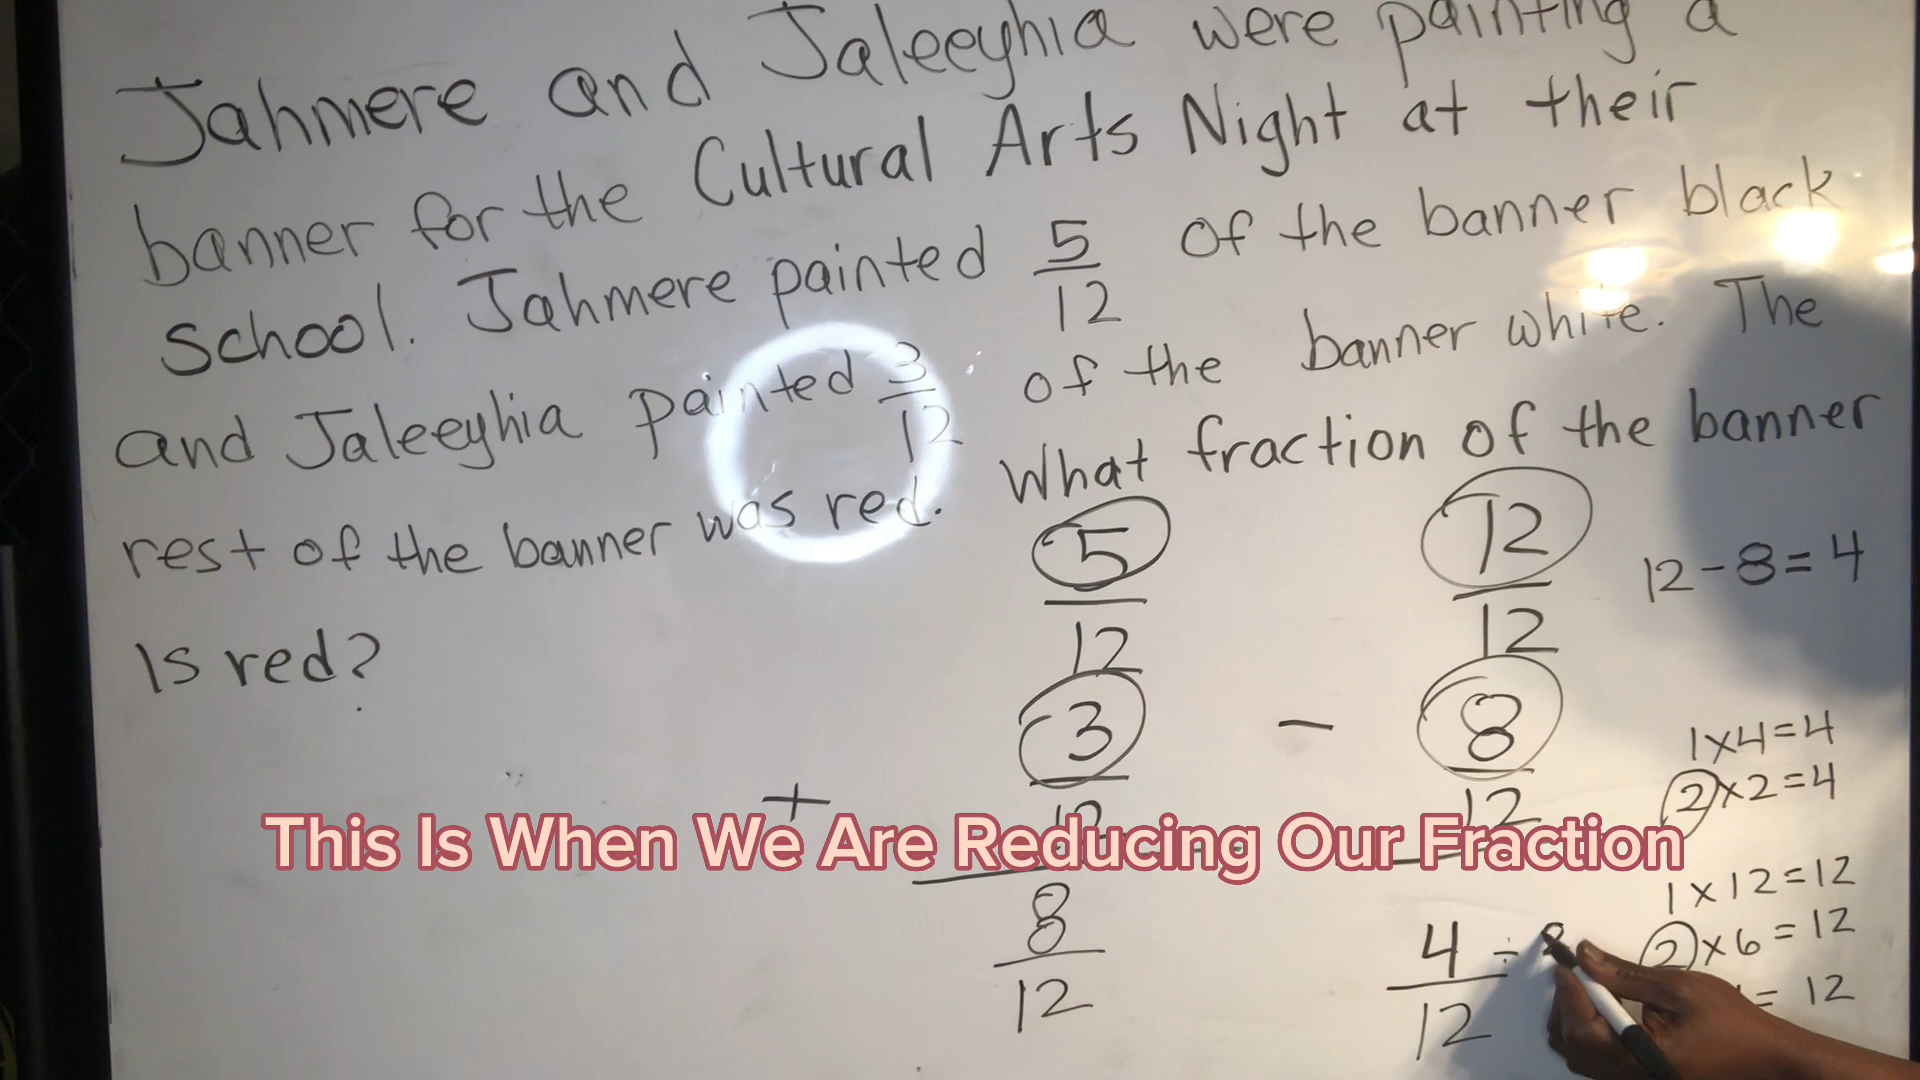 Jahmere and Jaleeyhia were painting a
banner for the Cultural Arts Night at their
school. Jahmere painted 5/12 of the banner black
and Jaleeyhia painted 3/12 of the banner white. The
rest of the banner was red. What fraction of the banner
Is red?
5/12
+ 3/12
8/12
12/12
- 8/12
4/12 ÷
12-8=4
1x4=4
2x2=4
1x12=12
2x6=12
= 12
This Is When We Are Reducing Our Fraction